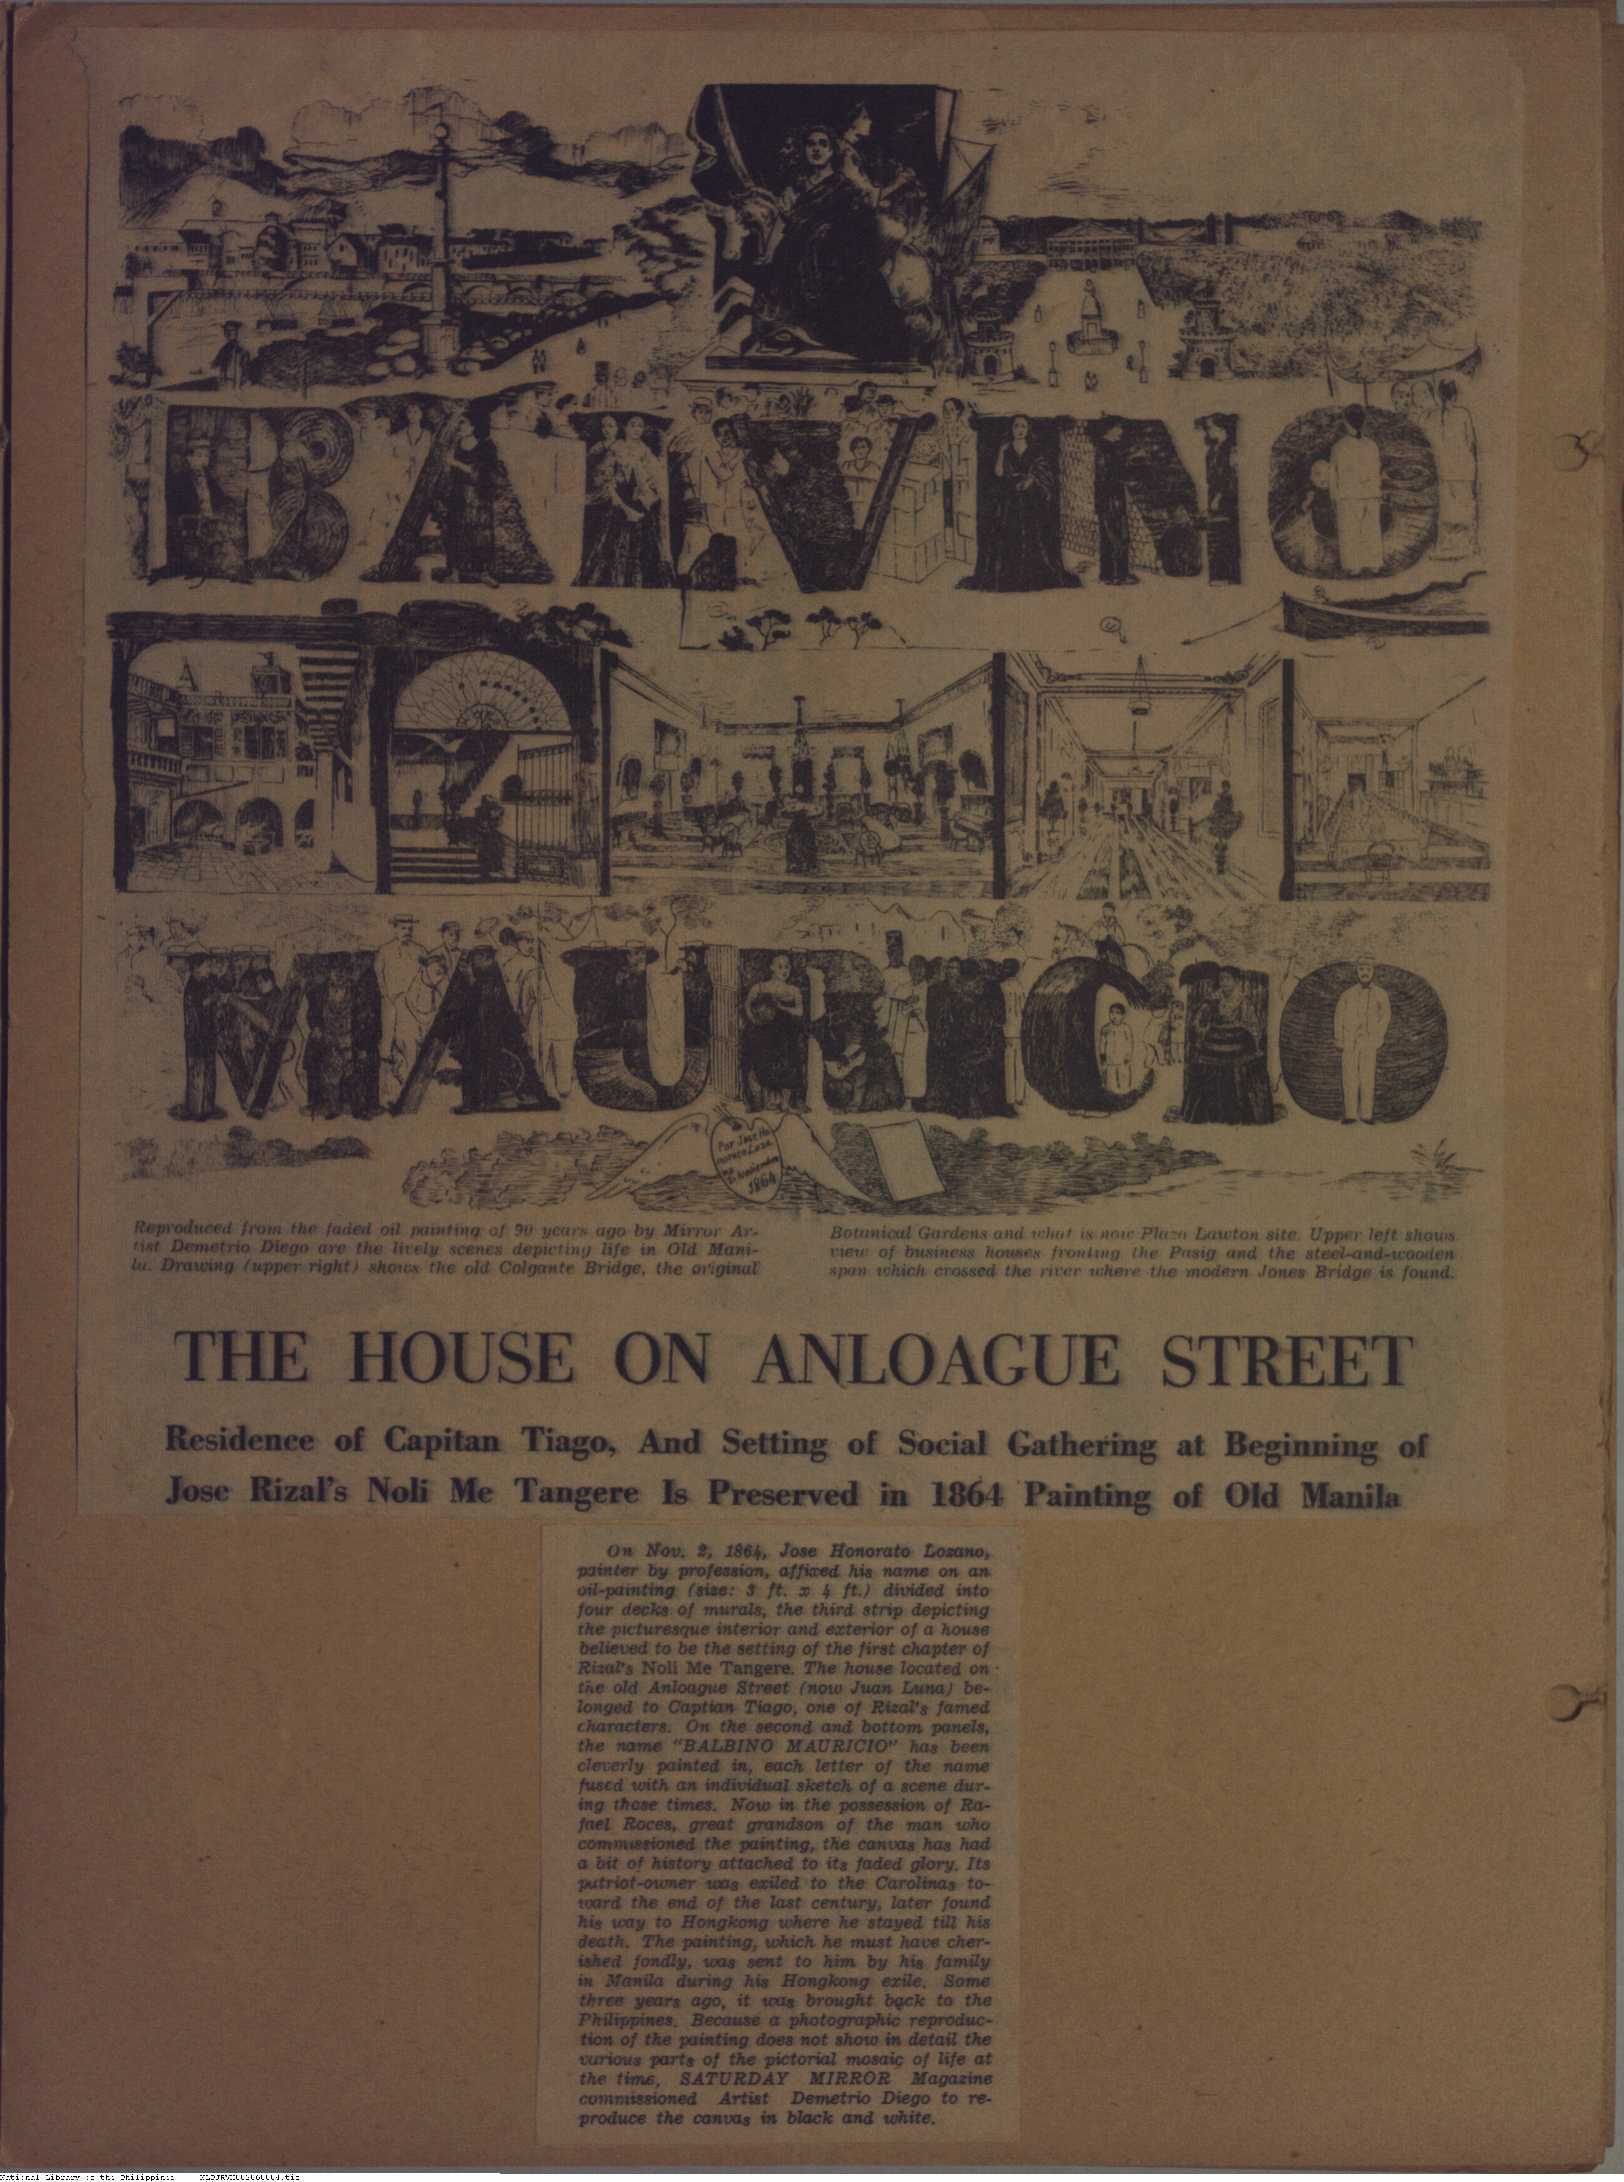 BALVINO
MAURICIO
Por Jose Ho
norato Loza
no
2 Noviembre
1864
Reproduced from the faded oil painting of 90 years ago by Mirror Ar-
tist Demetrio Diego are the lively scenes depicting life in Old Mani-
la. Drawing (upper right) shows the old Colgante Bridge, the original
Botanical Gardens and what is now Plaza Lawton site. Upper left shows
view of business houses fronting the Pasig and the steel-and-wooden
span which crossed the river where the modern Jones Bridge is found.
THE HOUSE ON ANLOAGUE STREET
Residence of Capitan Tiago, And Setting of Social Gathering at Beginning of
Jose Rizal's Noli Me Tangere Is Preserved in 1864 Painting of Old Manila
On Nov. 2, 1864, Jose Honorato Lozano,
painter by profession, affixed his name on an
oil-painting (size: 3 ft. x 4 ft.) divided into
four decks of murals, the third strip depicting
the picturesque interior and exterior of a house
believed to be the setting of the first chapter of
Rizal's Noli Me Tangere. The house located on
the old Anloague Street (now Juan Luna) be-
longed to Captian Tiago, one of Rizal's famed
characters. On the second and bottom panels,
the name "BALBINO MAURICIO" has been
cleverly painted in, each letter of the name
fused with an individual sketch of a scene dur-
ing those times. Now in the possession of Ra-
fael Roces, great grandson of the man who
commissioned the painting, the canvas has had
a bit of history attached to its faded glory. Its
patriot-owner was exiled to the Carolinas to-
ward the end of the last century, later found
his way to Hongkong where he stayed till his
death. The painting, which he must have cher-
ished fondly, was sent to him by his family
in Manila during his Hongkong exile. Some
three years ago, it was brought back to the
Philippines. Because a photographic reproduc-
tion of the painting does not show in detail the
various parts of the pictorial mosaic of life at
the time, SATURDAY MIRROR Magazine
commissioned Artist Demetrio Diego to re-
produce the canvas in black and white.
National Library of the Philippines